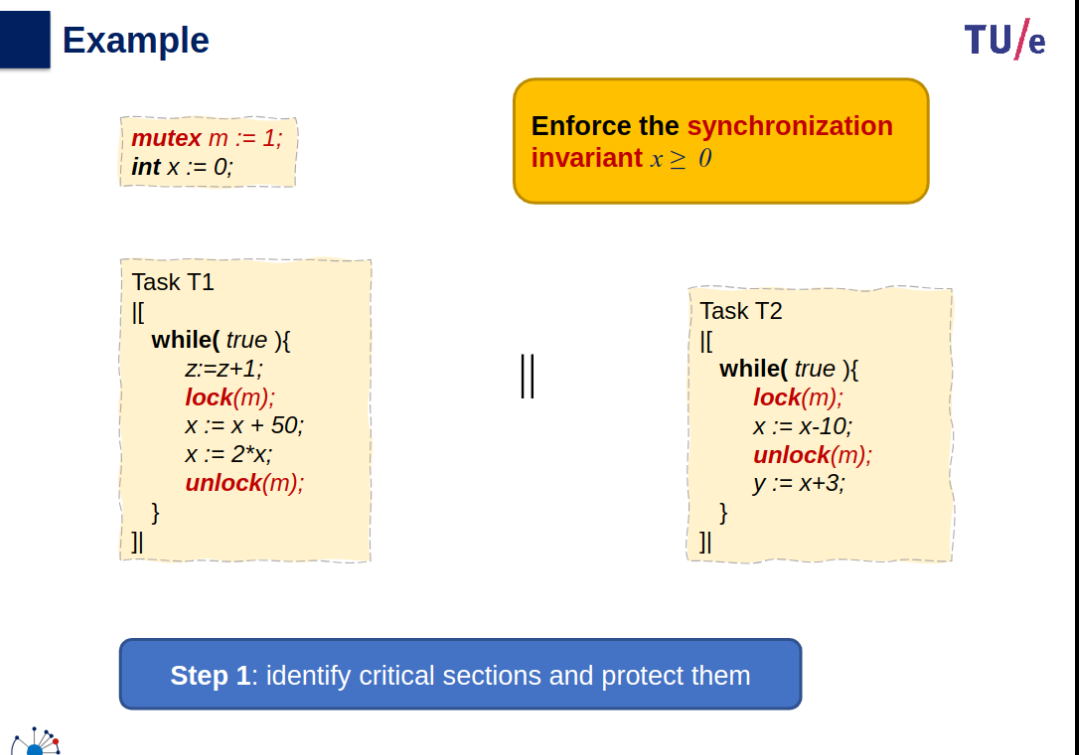 Example
TU/e
mutex m := 1;
int x := 0;
Enforce the synchronization
invariant x ≥ 0
Task T1
|[
while( true ){
z:=z+1;
lock(m);
x := x + 50;
x := 2*x;
unlock(m);
}
]|
||
Task T2
|[
while( true ){
lock(m);
x := x-10;
unlock(m);
y := x+3;
}
]|
Step 1: identify critical sections and protect them